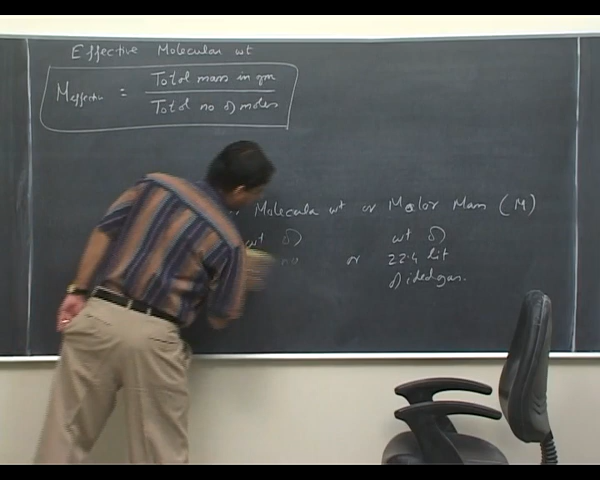 Effective Molecular wt
Meffective = Total mass in gm
Total no of moles
Molecula wt or Molar Mass (M)
wt of wt of
or 22.4 lit
of ideal gas.